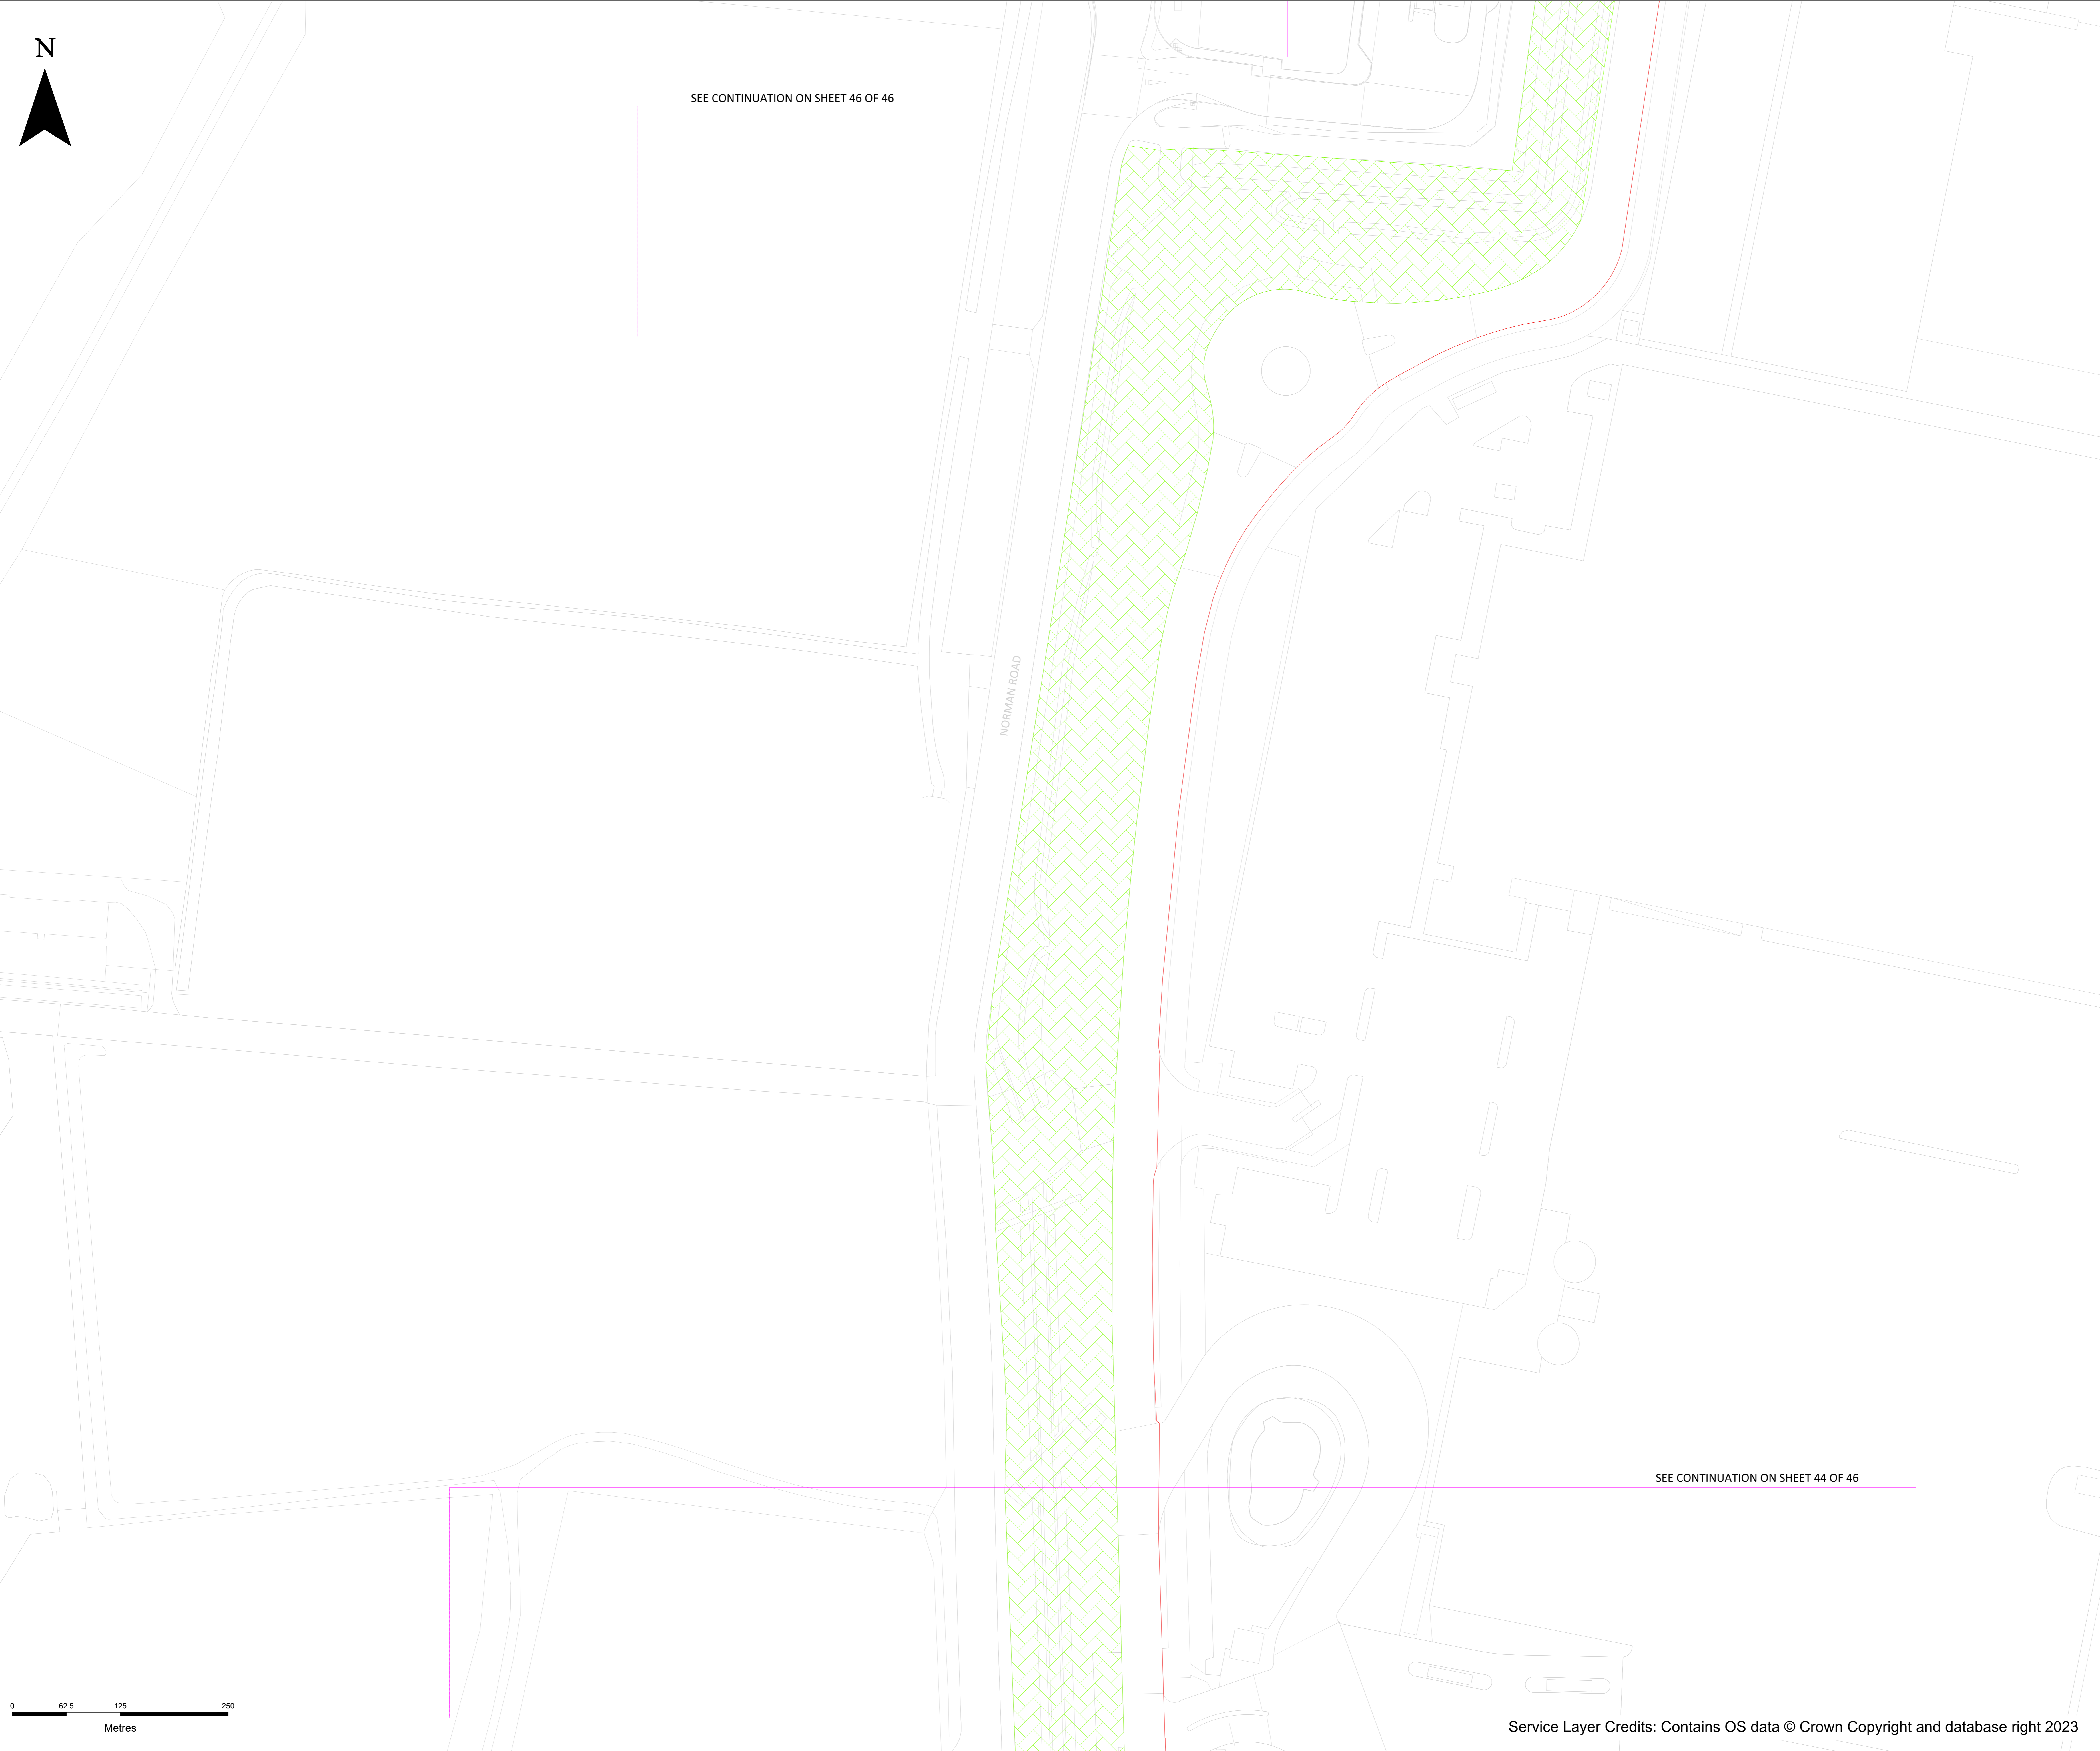 N
SEE CONTINUATION ON SHEET 46 OF 46
NORMAN ROAD
SEE CONTINUATION ON SHEET 44 OF 46
0 62.5 125 250
Metres
Service Layer Credits: Contains OS data © Crown Copyright and database right 2023